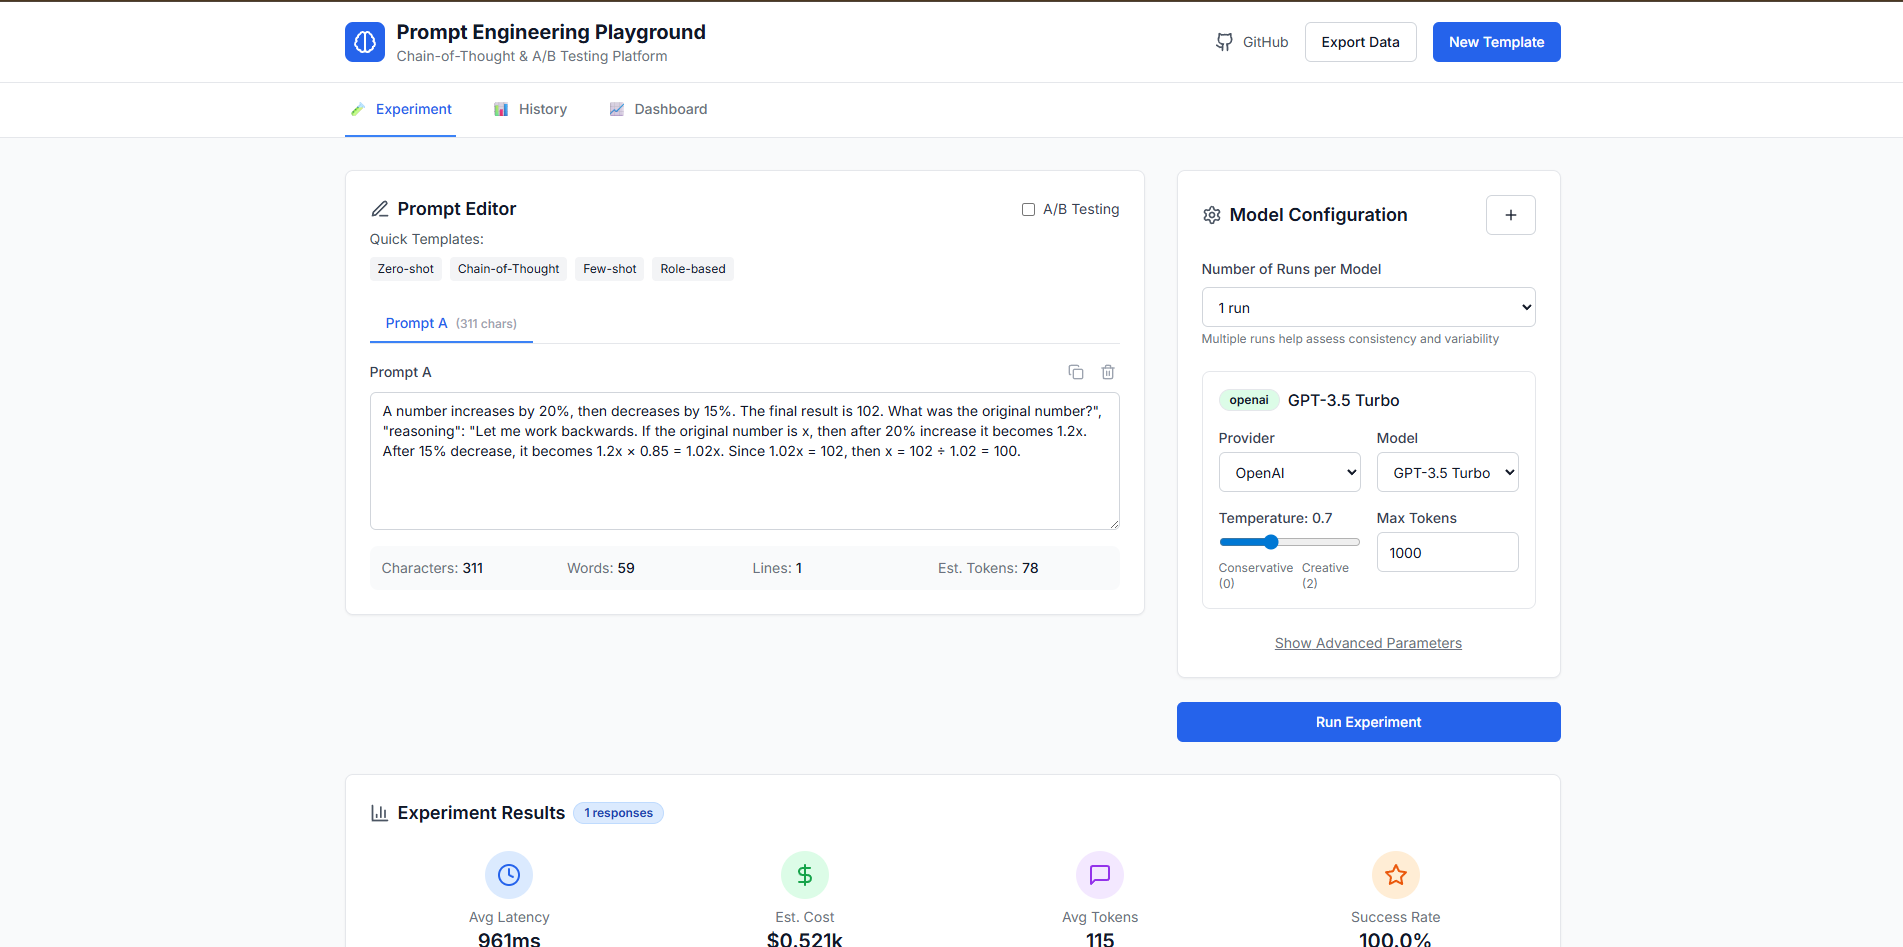 Prompt Engineering Playground
Chain-of-Thought & A/B Testing Platform
GitHub
Export Data
New Template
Experiment
History
Dashboard
Prompt Editor
A/B Testing
Quick Templates:
Zero-shot
Chain-of-Thought
Few-shot
Role-based
Prompt A (311 chars)
Prompt A
A number increases by 20%, then decreases by 15%. The final result is 102. What was the original number?",
"reasoning": "Let me work backwards. If the original number is x, then after 20% increase it becomes 1.2x.
After 15% decrease, it becomes 1.2x × 0.85 = 1.02x. Since 1.02x = 102, then x = 102 ÷ 1.02 = 100.
Characters: 311
Words: 59
Lines: 1
Est. Tokens: 78
Model Configuration
+
Number of Runs per Model
1 run
Multiple runs help assess consistency and variability
openai
GPT-3.5 Turbo
Provider
Model
OpenAI
GPT-3.5 Turbo
Temperature: 0.7
Max Tokens
1000
Conservative
(0)
Creative
(2)
Show Advanced Parameters
Run Experiment
Experiment Results
1 responses
Avg Latency
961ms
Est. Cost
$0.521k
Avg Tokens
115
Success Rate
100.0%